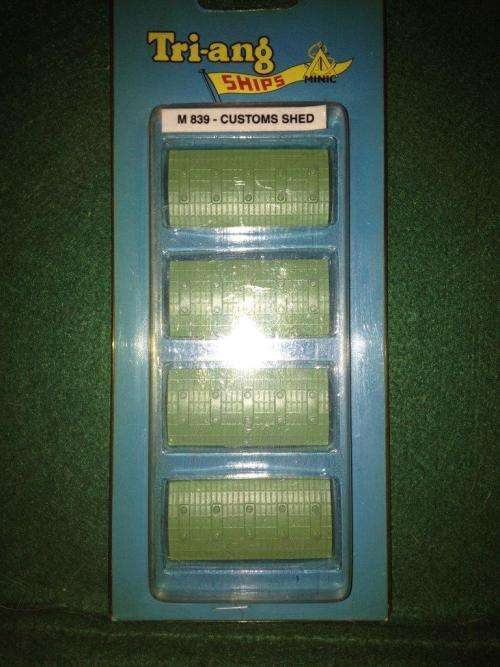 Tri-ang
SHIPS
MINIC
M 839 - CUSTOMS SHED